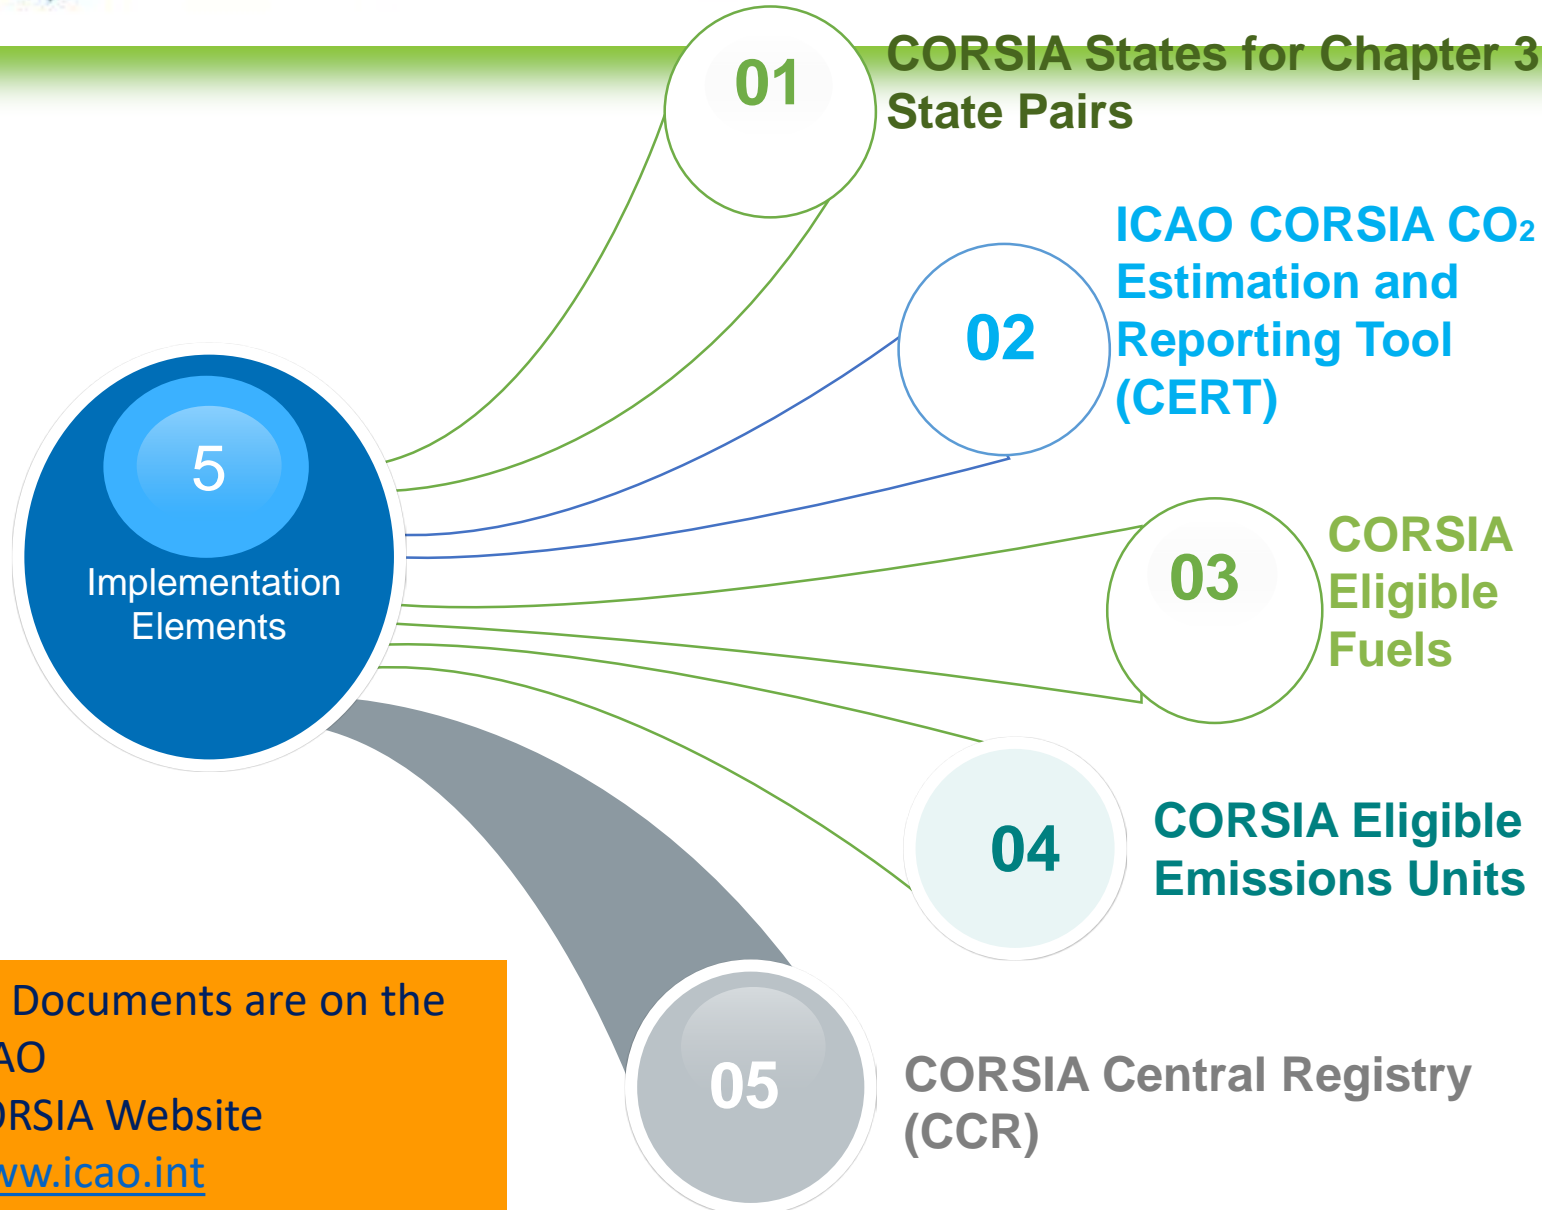 01
CORSIA States for Chapter 3
State Pairs
02
ICAO CORSIA CO₂
Estimation and
Reporting Tool
(CERT)
5
Implementation
Elements
03
CORSIA
Eligible
Fuels
04
CORSIA Eligible
Emissions Units
05
CORSIA Central Registry
(CCR)
Documents are on the
AO
ORSIA Website
ww.icao.int